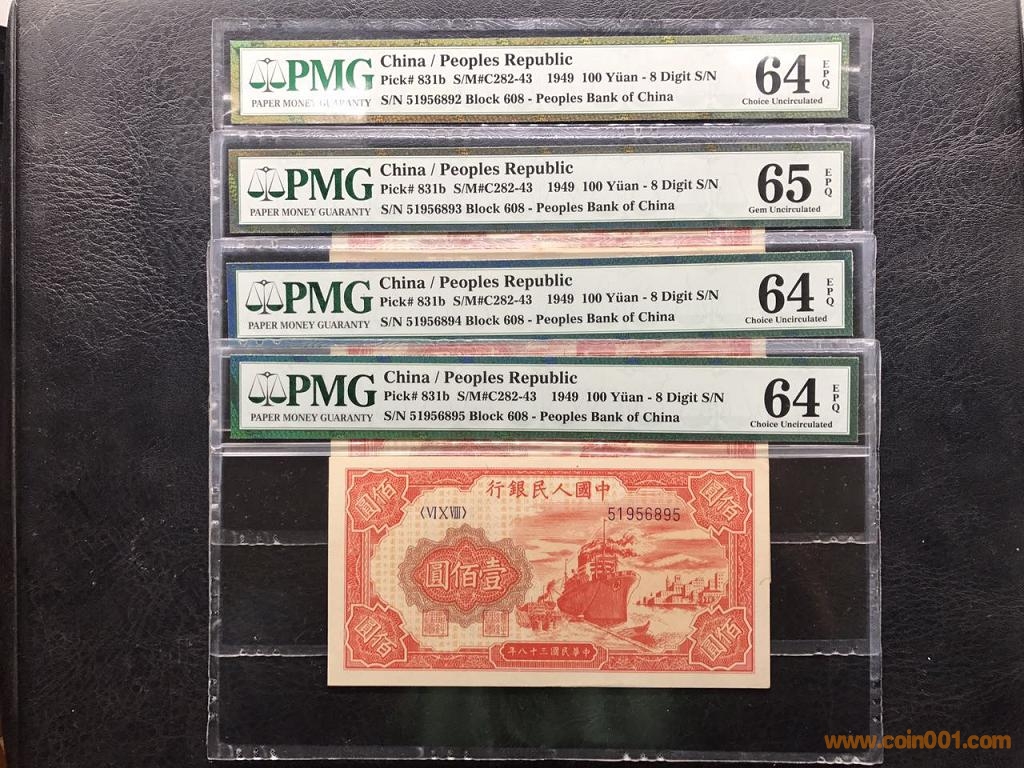 PMG
PAPER MONEY GUARANTY
China / Peoples Republic
Pick# 831b S/M#C282-43 1949 100 Yüan - 8 Digit S/N
S/N 51956892 Block 608 - Peoples Bank of China
64 EPQ
Choice Uncirculated
PMG
PAPER MONEY GUARANTY
China / Peoples Republic
Pick# 831b S/M#C282-43 1949 100 Yüan - 8 Digit S/N
S/N 51956893 Block 608 - Peoples Bank of China
65 EPQ
Gem Uncirculated
PMG
PAPER MONEY GUARANTY
China / Peoples Republic
Pick# 831b S/M#C282-43 1949 100 Yüan - 8 Digit S/N
S/N 51956894 Block 608 - Peoples Bank of China
64 EPQ
Choice Uncirculated
PMG
PAPER MONEY GUARANTY
China / Peoples Republic
Pick# 831b S/M#C282-43 1949 100 Yüan - 8 Digit S/N
S/N 51956895 Block 608 - Peoples Bank of China
64 EPQ
Choice Uncirculated
行銀民人國中
圓佰
圓佰
〈VI X VIII〉
51956895
圓佰壹
圓佰
圓佰
年八十三國民華中
www.coin001.com